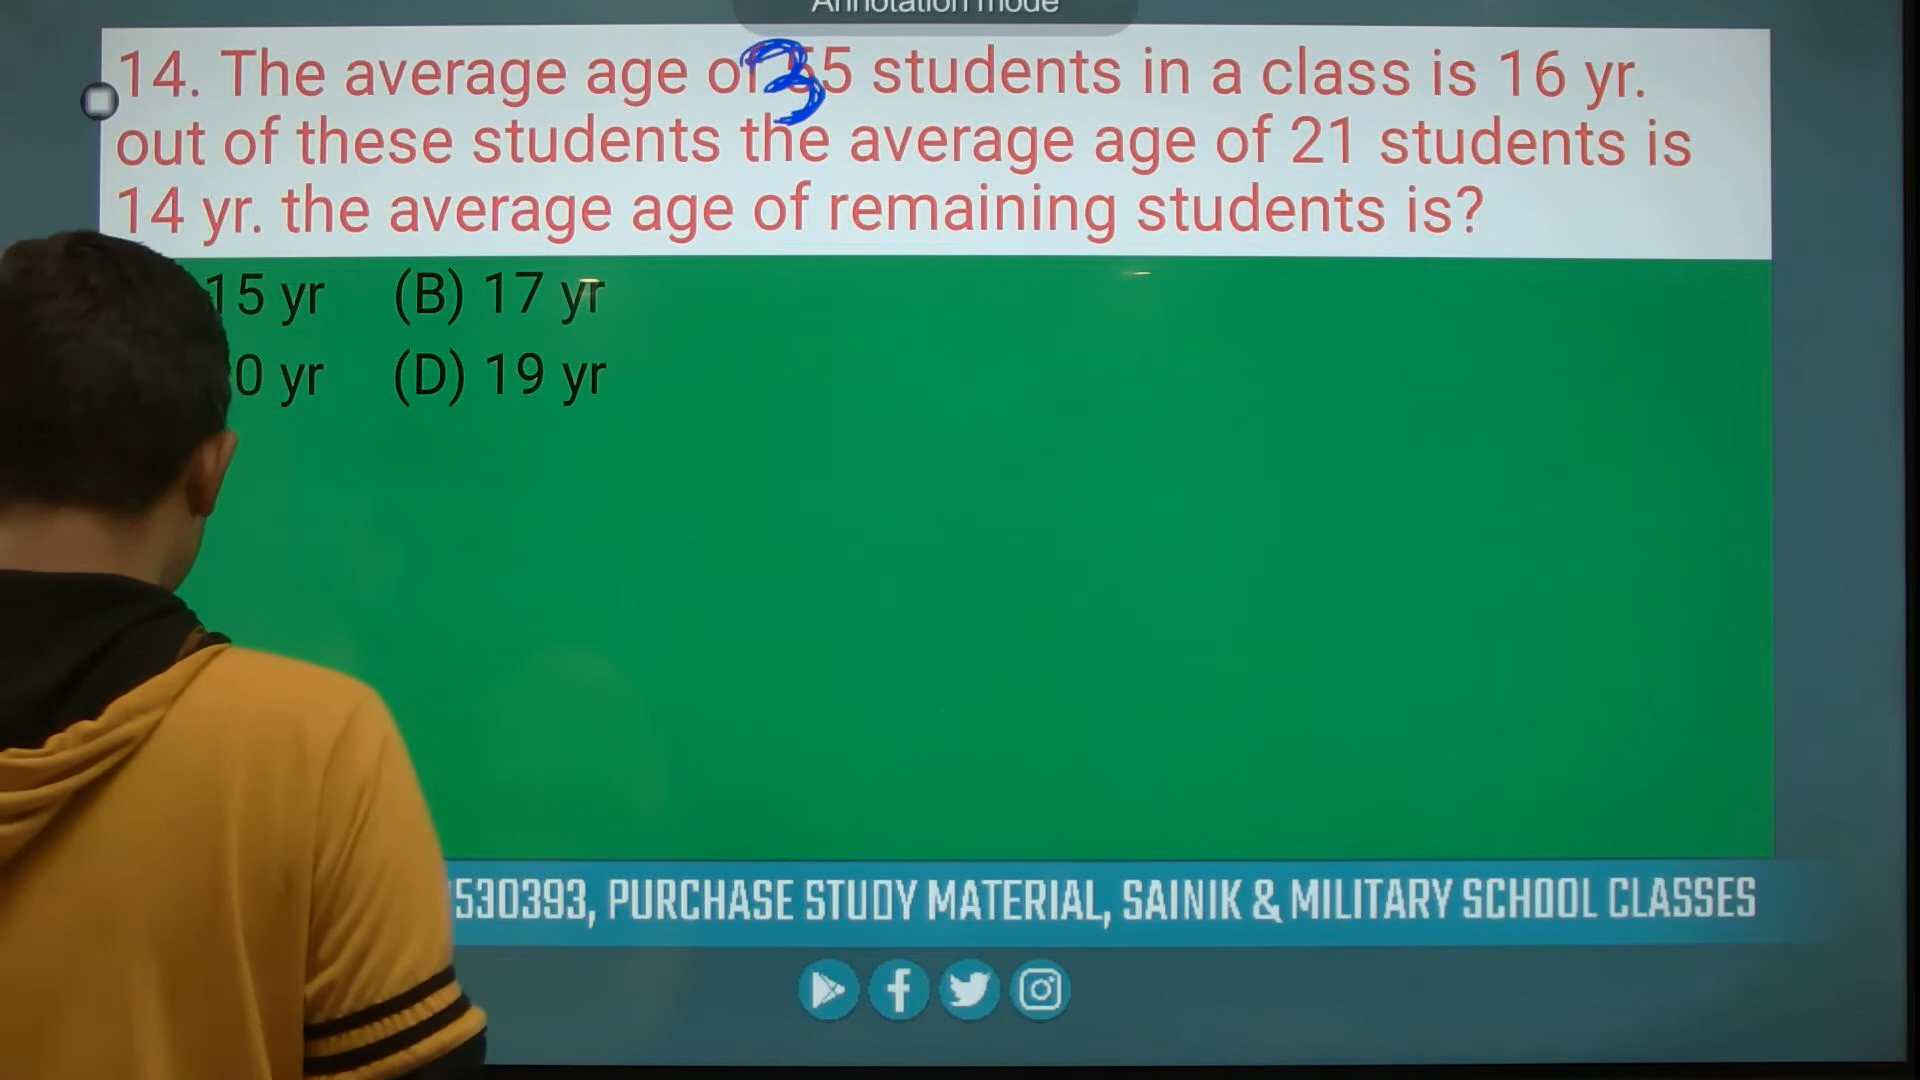 Annotation mode
14. The average age of 35 students in a class is 16 yr.
out of these students the average age of 21 students is
14 yr. the average age of remaining students is?
15 yr (B) 17 yr
0 yr (D) 19 yr
530393, PURCHASE STUDY MATERIAL, SAINIK & MILITARY SCHOOL CLASSES